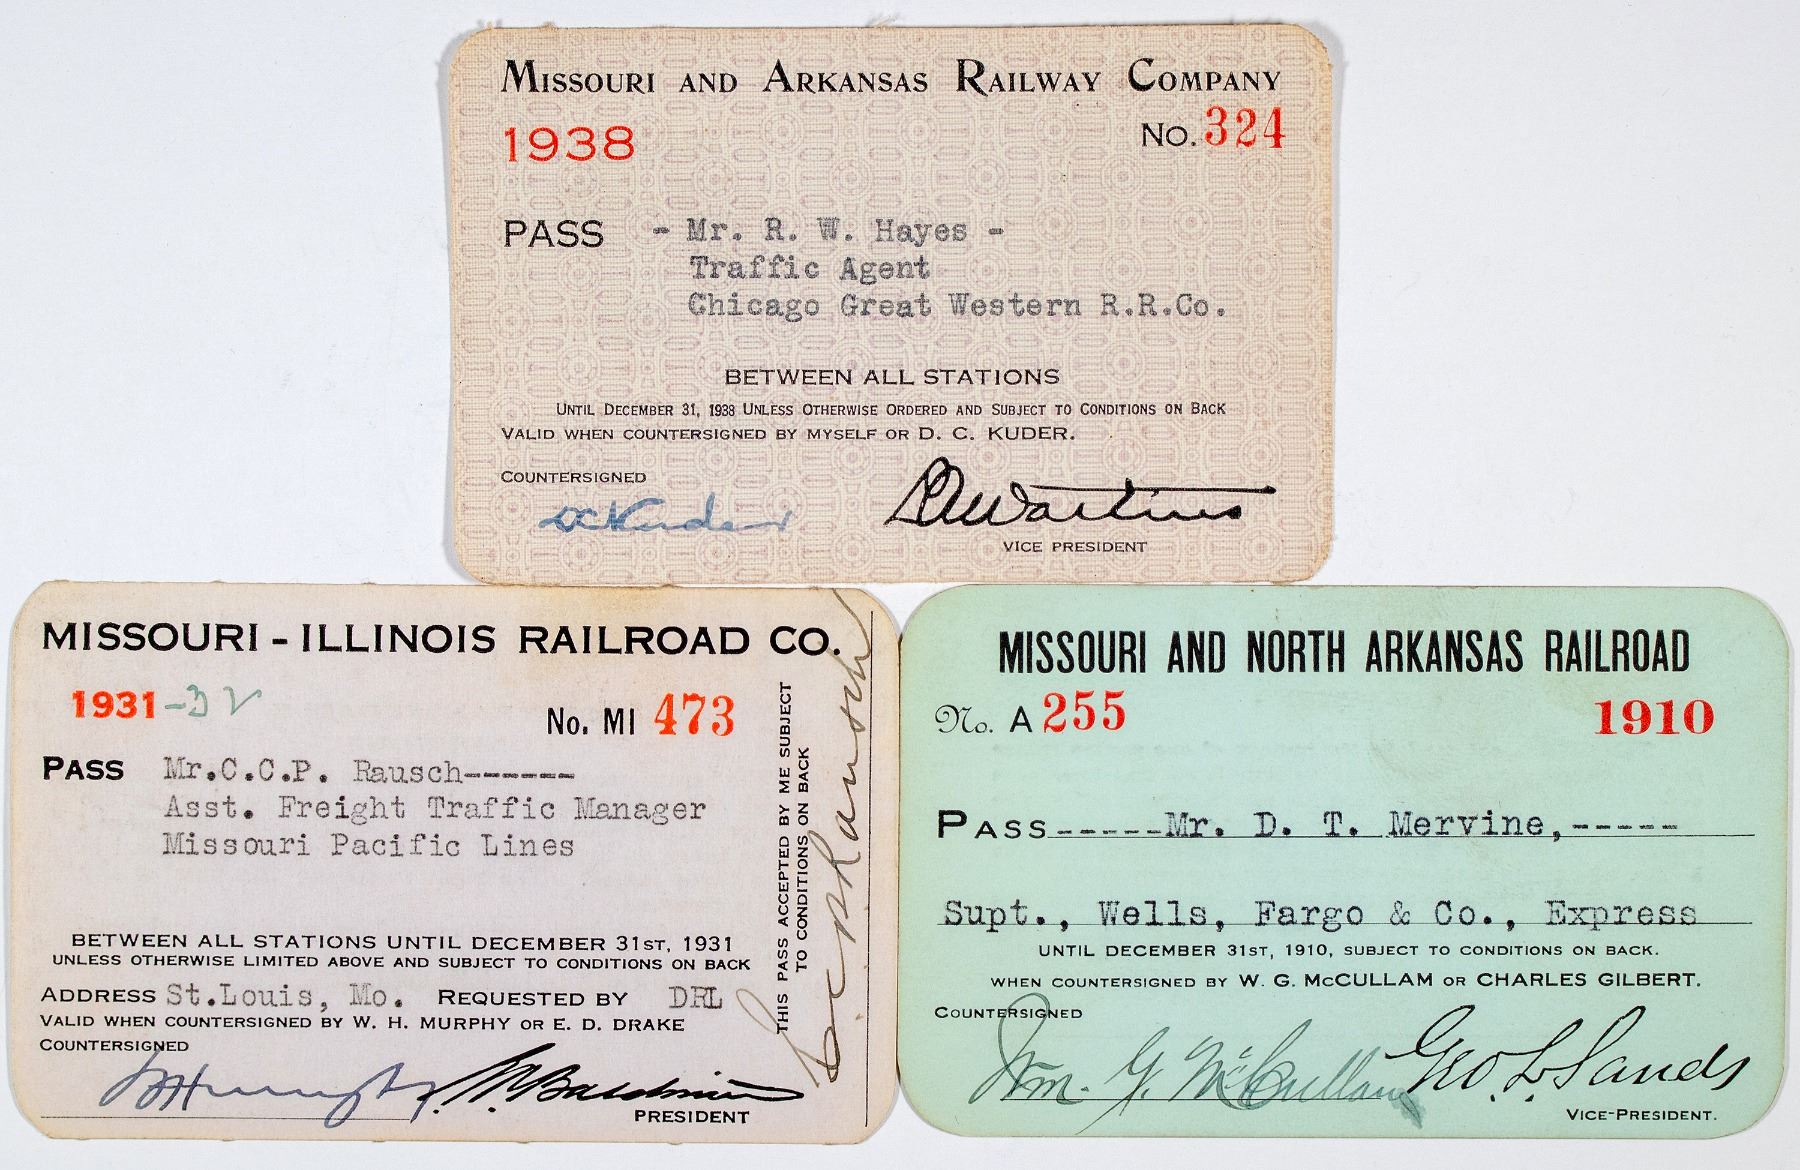 MISSOURI AND ARKANSAS RAILWAY COMPANY
1938
No. 324
PASS - Mr. R. W. Hayes -
Traffic Agent
Chicago Great Western R.R.Co.
BETWEEN ALL STATIONS
UNTIL DECEMBER 31, 1938 UNLESS OTHERWISE ORDERED AND SUBJECT TO CONDITIONS ON BACK
VALID WHEN COUNTERSIGNED BY MYSELF OR D. C. KUDER.
COUNTERSIGNED
DC Kuder
VICE PRESIDENT
MISSOURI - ILLINOIS RAILROAD CO.
1931 -32
No. MI 473
PASS Mr.C.C.P. Rausch------
Asst. Freight Traffic Manager
Missouri Pacific Lines
BETWEEN ALL STATIONS UNTIL DECEMBER 31ST, 1931
UNLESS OTHERWISE LIMITED ABOVE AND SUBJECT TO CONDITIONS ON BACK
ADDRESS St.Louis, Mo. REQUESTED BY DRL
VALID WHEN COUNTERSIGNED BY W. H. MURPHY OR E. D. DRAKE
COUNTERSIGNED
WH Murphy
PRESIDENT
THIS PASS ACCEPTED BY ME SUBJECT
TO CONDITIONS ON BACK
C.C.P. Rausch
MISSOURI AND NORTH ARKANSAS RAILROAD
No. A 255
1910
PASS-----Mr. D. T. Mervine,-----
Supt., Wells, Fargo & Co., Express
UNTIL DECEMBER 31ST, 1910, SUBJECT TO CONDITIONS ON BACK.
WHEN COUNTERSIGNED BY W. G. McCULLAM OR CHARLES GILBERT.
COUNTERSIGNED
Wm. G. McCullam
Geo L Sands
VICE-PRESIDENT.